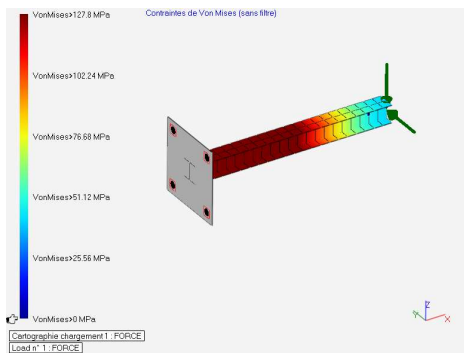 Contraintes de Von Mises (sans filtre)
VonMises>127.8 MPa
VonMises>102.24 MPa
VonMises>76.68 MPa
VonMises>51.12 MPa
VonMises>25.56 MPa
VonMises>0 MPa
Z
Y
X
Cartographie chargement 1 : FORCE
Load n° 1 : FORCE